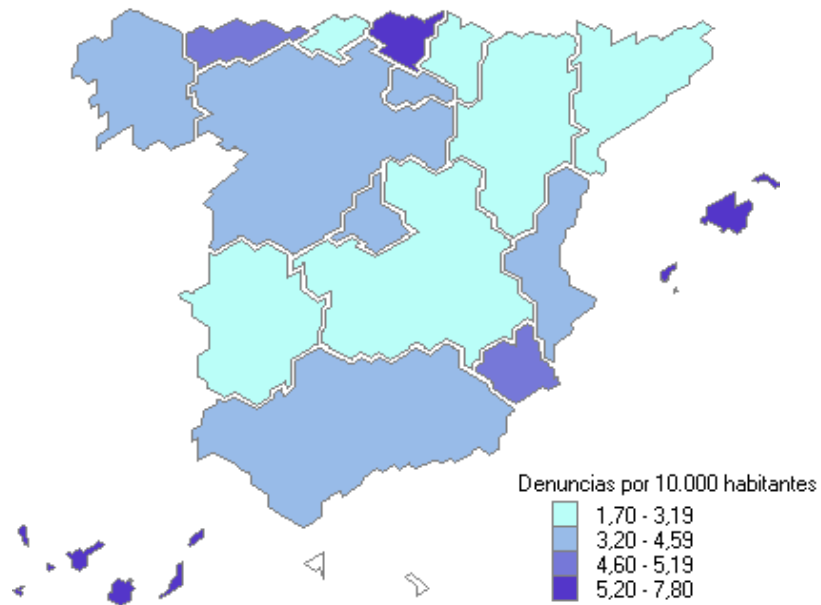 Denuncias por 10.000 habitantes
1,70 - 3,19
3,20 - 4,59
4,60 - 5,19
5,20 - 7,80